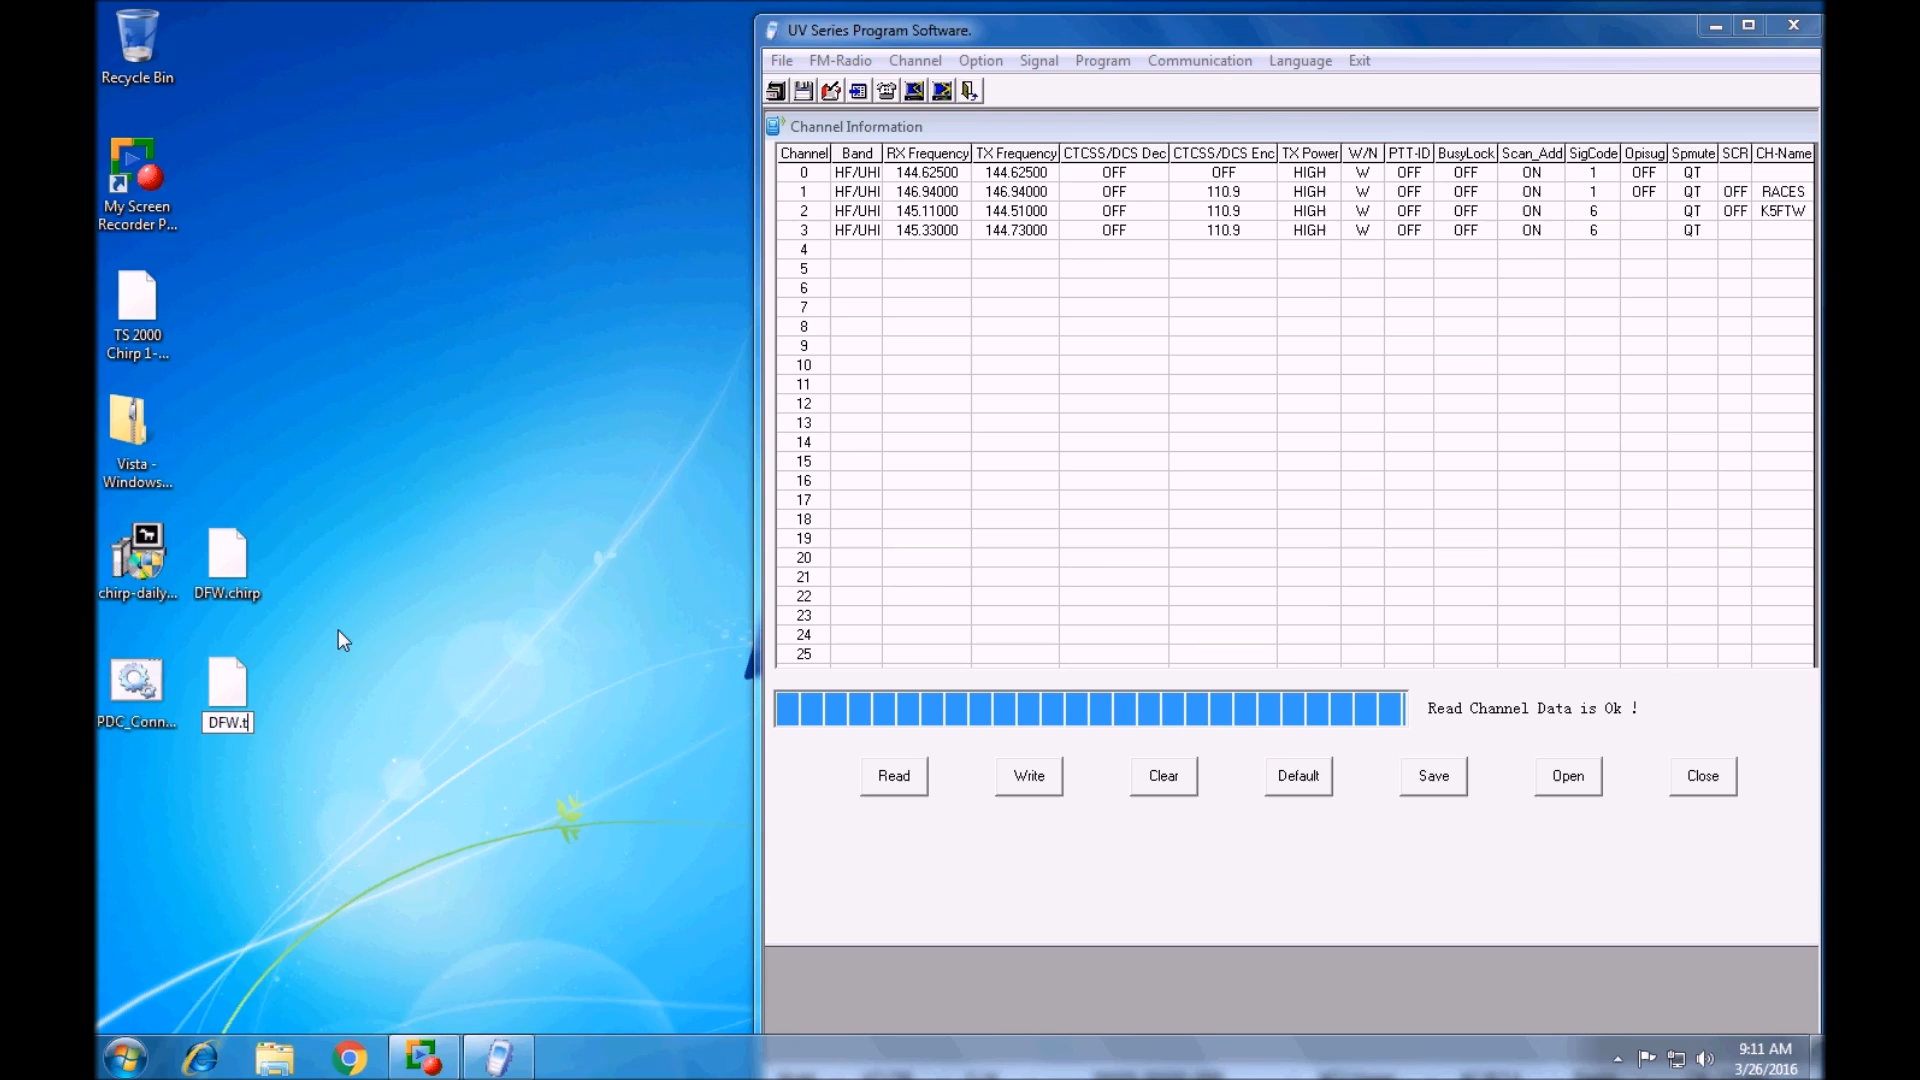 Recycle Bin
My Screen
Recorder P...
TS 2000
Chirp 1-...
Vista -
Windows...
chirp-daily...
DFW.chirp
PDC_Conn...
DFW.t
UV Series Program Software.
File FM-Radio Channel Option Signal Program Communication Language Exit
Channel Information
Channel Band RX Frequency TX Frequency CTCSS/DCS Dec CTCSS/DCS Enc TX Power W/N PTT-ID BusyLock Scan_Add SigCode Opisug Spmute SCR CH-Name
0 HF/UHI 144.62500 144.62500 OFF OFF HIGH W OFF OFF ON 1 OFF QT
1 HF/UHI 146.94000 146.94000 OFF 110.9 HIGH W OFF OFF ON 1 OFF QT OFF RACES
2 HF/UHI 145.11000 144.51000 OFF 110.9 HIGH W OFF OFF ON 6 QT OFF K5FTW
3 HF/UHI 145.33000 144.73000 OFF 110.9 HIGH W OFF OFF ON 6 QT
4
5
6
7
8
9
10
11
12
13
14
15
16
17
18
19
20
21
22
23
24
25
Read Channel Data is Ok !
Read Write Clear Default Save Open Close
9:11 AM
3/26/2016